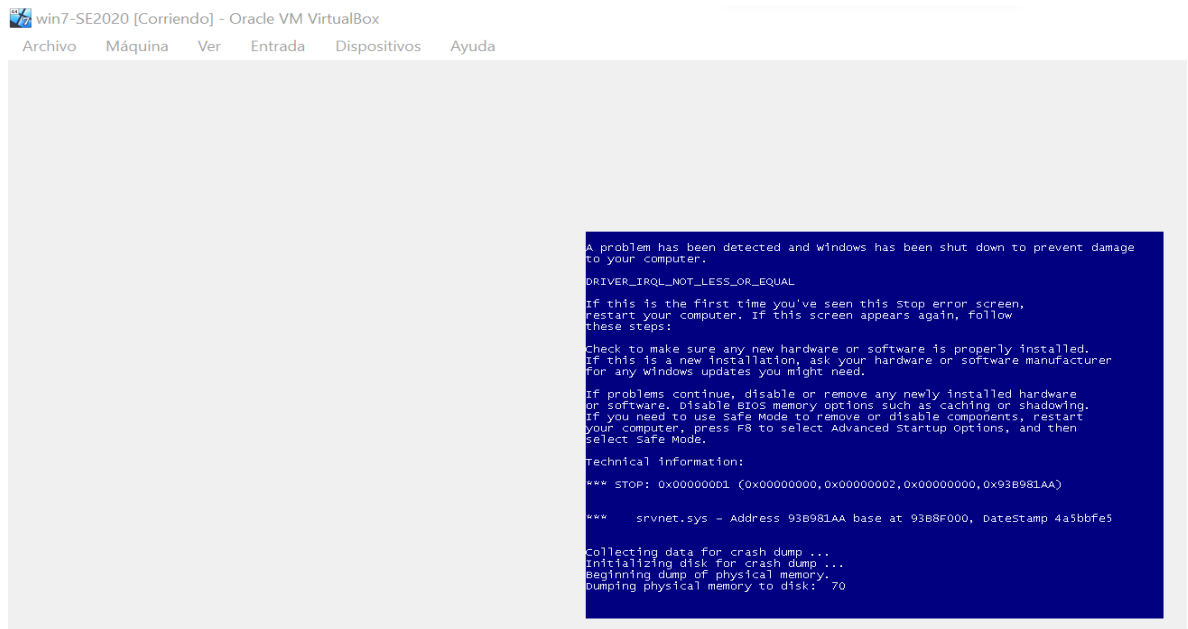 win7-SE2020 [Corriendo] - Oracle VM VirtualBox
Archivo Máquina Ver Entrada Dispositivos Ayuda
A problem has been detected and Windows has been shut down to prevent damage
to your computer.
DRIVER_IRQL_NOT_LESS_OR_EQUAL
If this is the first time you've seen this Stop error screen,
restart your computer. If this screen appears again, follow
these steps:
Check to make sure any new hardware or software is properly installed.
If this is a new installation, ask your hardware or software manufacturer
for any Windows updates you might need.
If problems continue, disable or remove any newly installed hardware
or software. Disable BIOS memory options such as caching or shadowing.
If you need to use Safe Mode to remove or disable components, restart
your computer, press F8 to select Advanced Startup Options, and then
select Safe Mode.
Technical information:
*** STOP: 0x000000D1 (0x00000000,0x00000002,0x00000000,0x93B981AA)
*** srvnet.sys - Address 93B981AA base at 93B8F000, DateStamp 4a5bbfe5
Collecting data for crash dump ...
Initializing disk for crash dump ...
Beginning dump of physical memory.
Dumping physical memory to disk: 70